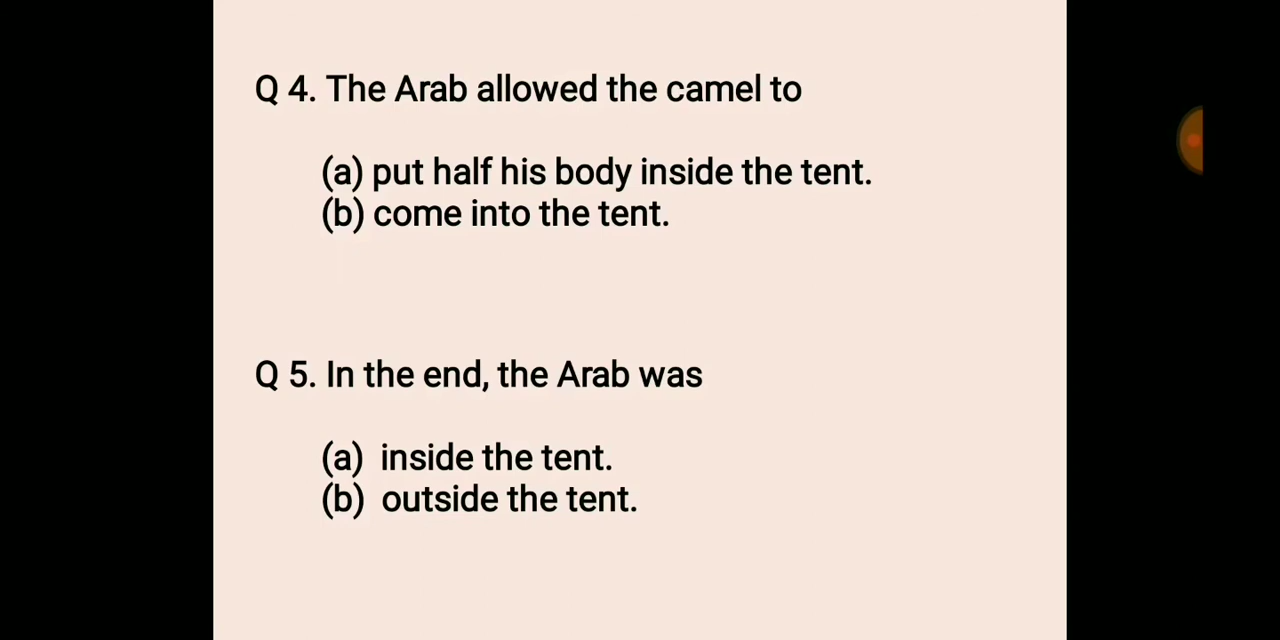 Q 4. The Arab allowed the camel to
(a) put half his body inside the tent.
(b) come into the tent.
Q 5. In the end, the Arab was
(a) inside the tent.
(b) outside the tent.